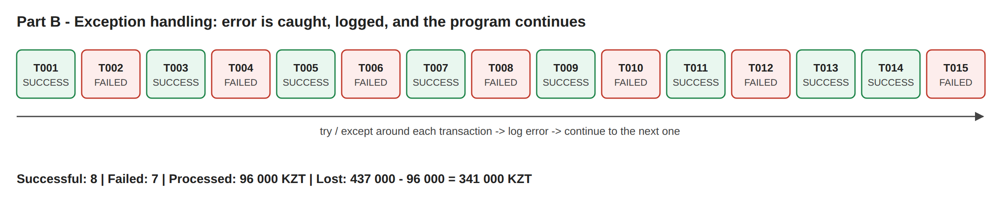 Part B - Exception handling: error is caught, logged, and the program continues
T001 T002 T003 T004 T005 T006 T007 T008 T009 T010 T011 T012 T013 T014 T015
SUCCESS FAILED SUCCESS FAILED SUCCESS FAILED SUCCESS FAILED SUCCESS FAILED SUCCESS FAILED SUCCESS SUCCESS FAILED
try / except around each transaction -> log error -> continue to the next one
Successful: 8 | Failed: 7 | Processed: 96 000 KZT | Lost: 437 000 - 96 000 = 341 000 KZT